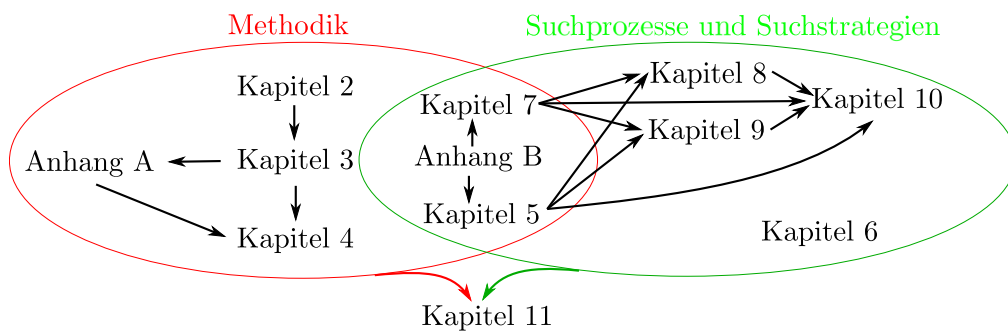 Methodik
Suchprozesse und Suchstrategien
Kapitel 2
Kapitel 3
Anhang A
Kapitel 4
Kapitel 7
Anhang B
Kapitel 5
Kapitel 8
Kapitel 9
Kapitel 10
Kapitel 6
Kapitel 11